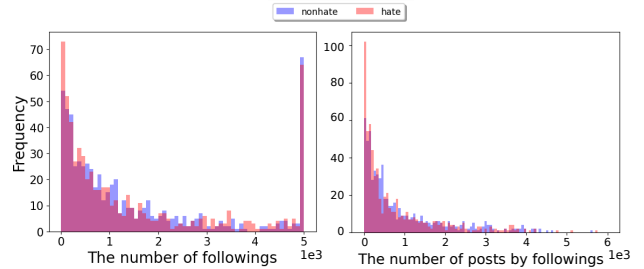 nonhate hate
Frequency
70
60
50
40
30
20
10
0
0 1 2 3 4 5
1e3
The number of followings
100
80
60
40
20
0
0 1 2 3 4 5 6
1e3
The number of posts by followings